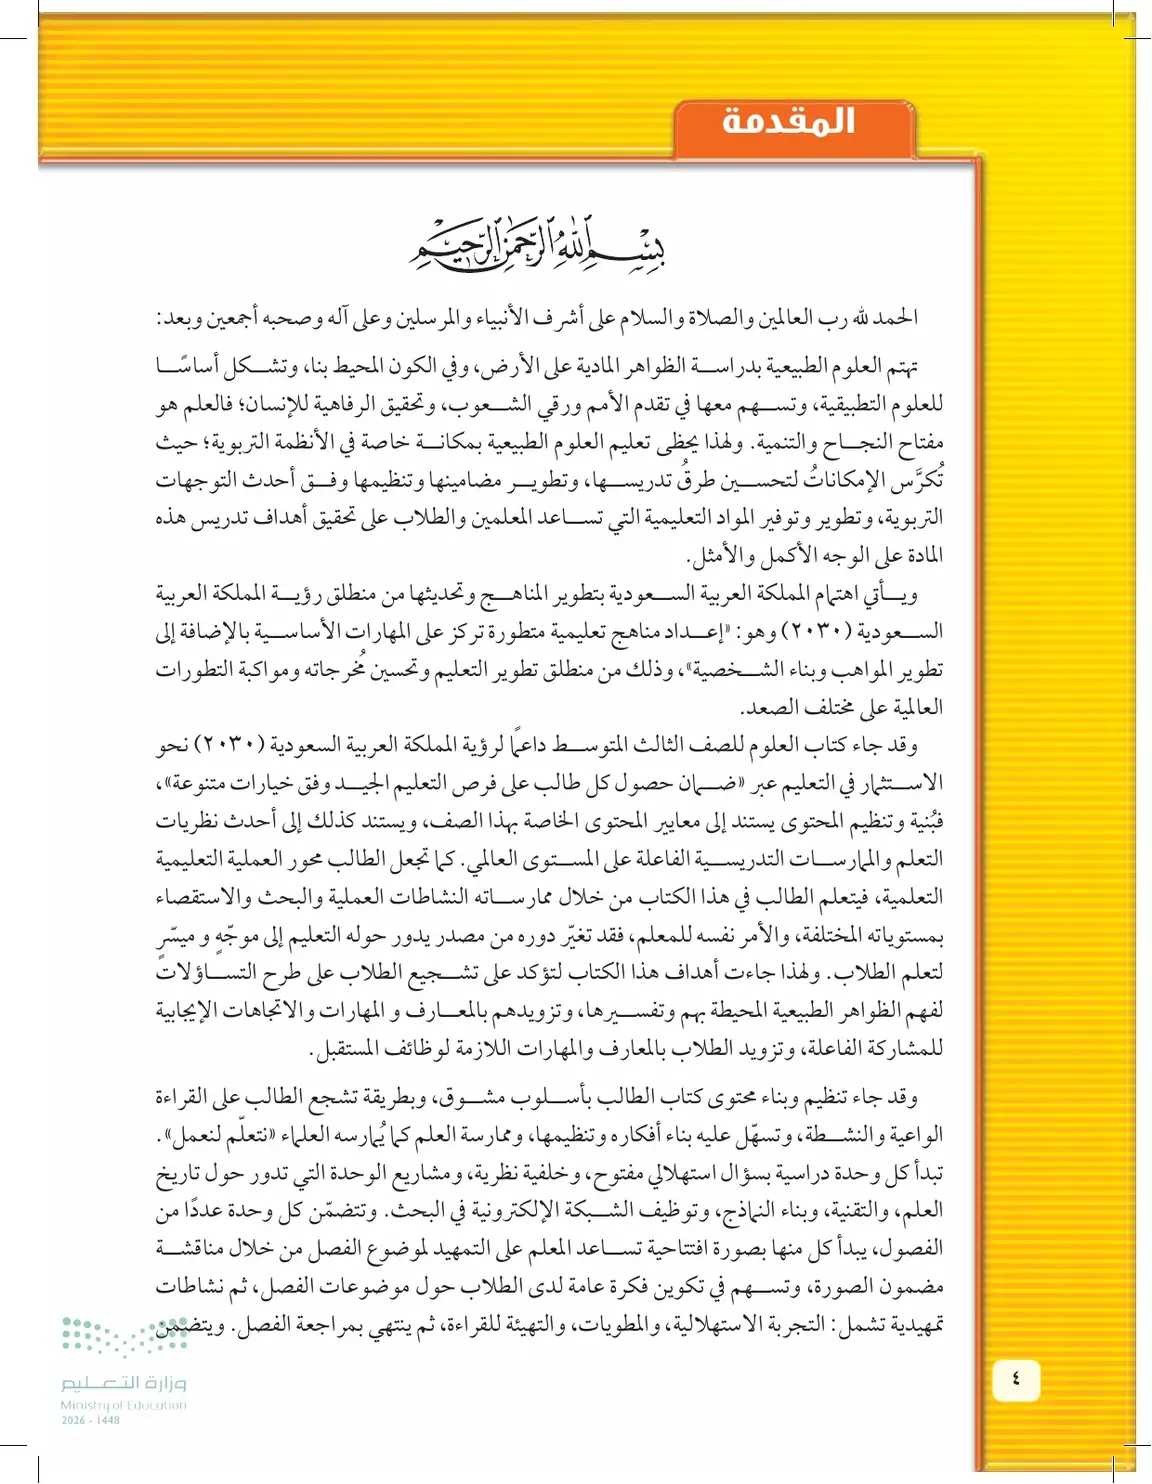 المقدمة
بسم الله الرحمن الرحيم
الحمد لله رب العالمين والصلاة والسلام على أشرف الأنبياء والمرسلين وعلى آله وصحبه أجمعين وبعد:
تهتم العلوم الطبيعية بدراسة الظواهر المادية على الأرض، وفي الكون المحيط بنا، وتشكل أساسًا
للعلوم التطبيقية، وتسهم معها في تقدم الأمم ورقي الشعوب، وتحقيق الرفاهية للإنسان؛ فالعلم هو
مفتاح النجاح والتنمية. ولهذا يحظى تعليم العلوم الطبيعية بمكانة خاصة في الأنظمة التربوية؛ حيث
تُكرَّس الإمكاناتُ لتحسين طرقُ تدريسها، وتطوير مضامينها وتنظيمها وفق أحدث التوجهات
التربوية، وتطوير وتوفير المواد التعليمية التي تساعد المعلمين والطلاب على تحقيق أهداف تدريس هذه
المادة على الوجه الأكمل والأمثل.
ويأتي اهتمام المملكة العربية السعودية بتطوير المناهج وتحديثها من منطلق رؤية المملكة العربية
السعودية (٢٠٣٠) وهو: «إعداد مناهج تعليمية متطورة تركز على المهارات الأساسية بالإضافة إلى
تطوير المواهب وبناء الشخصية»، وذلك من منطلق تطوير التعليم وتحسين مُخرجاته ومواكبة التطورات
العالمية على مختلف الصعد.
وقد جاء كتاب العلوم للصف الثالث المتوسط داعمًا لرؤية المملكة العربية السعودية (٢٠٣٠) نحو
الاستثمار في التعليم عبر «ضمان حصول كل طالب على فرص التعليم الجيد وفق خيارات متنوعة»،
فبُنية وتنظيم المحتوى يستند إلى معايير المحتوى الخاصة بهذا الصف، ويستند كذلك إلى أحدث نظريات
التعلم والممارسات التدريسية الفاعلة على المستوى العالمي. كما تجعل الطالب محور العملية التعليمية
التعلمية، فيتعلم الطالب في هذا الكتاب من خلال ممارساته النشاطات العملية والبحث والاستقصاء
بمستوياته المختلفة، والأمر نفسه للمعلم، فقد تغيّر دوره من مصدر يدور حوله التعليم إلى موجّهٍ و ميسّرٍ
لتعلم الطلاب. ولهذا جاءت أهداف هذا الكتاب لتؤكد على تشجيع الطلاب على طرح التساؤلات
لفهم الظواهر الطبيعية المحيطة بهم وتفسيرها، وتزويدهم بالمعارف و المهارات والاتجاهات الإيجابية
للمشاركة الفاعلة، وتزويد الطلاب بالمعارف والمهارات اللازمة لوظائف المستقبل.
وقد جاء تنظيم وبناء محتوى كتاب الطالب بأسلوب مشوق، وبطريقة تشجع الطالب على القراءة
الواعية والنشطة، وتسهّل عليه بناء أفكاره وتنظيمها، وممارسة العلم كما يُمارسه العلماء «نتعلّم لنعمل».
تبدأ كل وحدة دراسية بسؤال استهلالي مفتوح، وخلفية نظرية، ومشاريع الوحدة التي تدور حول تاريخ
العلم، والتقنية، وبناء النماذج، وتوظيف الشبكة الإلكترونية في البحث. وتتضمّن كل وحدة عددًا من
الفصول، يبدأ كل منها بصورة افتتاحية تساعد المعلم على التمهيد لموضوع الفصل من خلال مناقشة
مضمون الصورة، وتسهم في تكوين فكرة عامة لدى الطلاب حول موضوعات الفصل، ثم نشاطات
تمهيدية تشمل: التجربة الاستهلالية، والمطويات، والتهيئة للقراءة، ثم ينتهي بمراجعة الفصل. ويتضمن
٤
وزارة التعليم
Ministry of Education
2026 - 1448